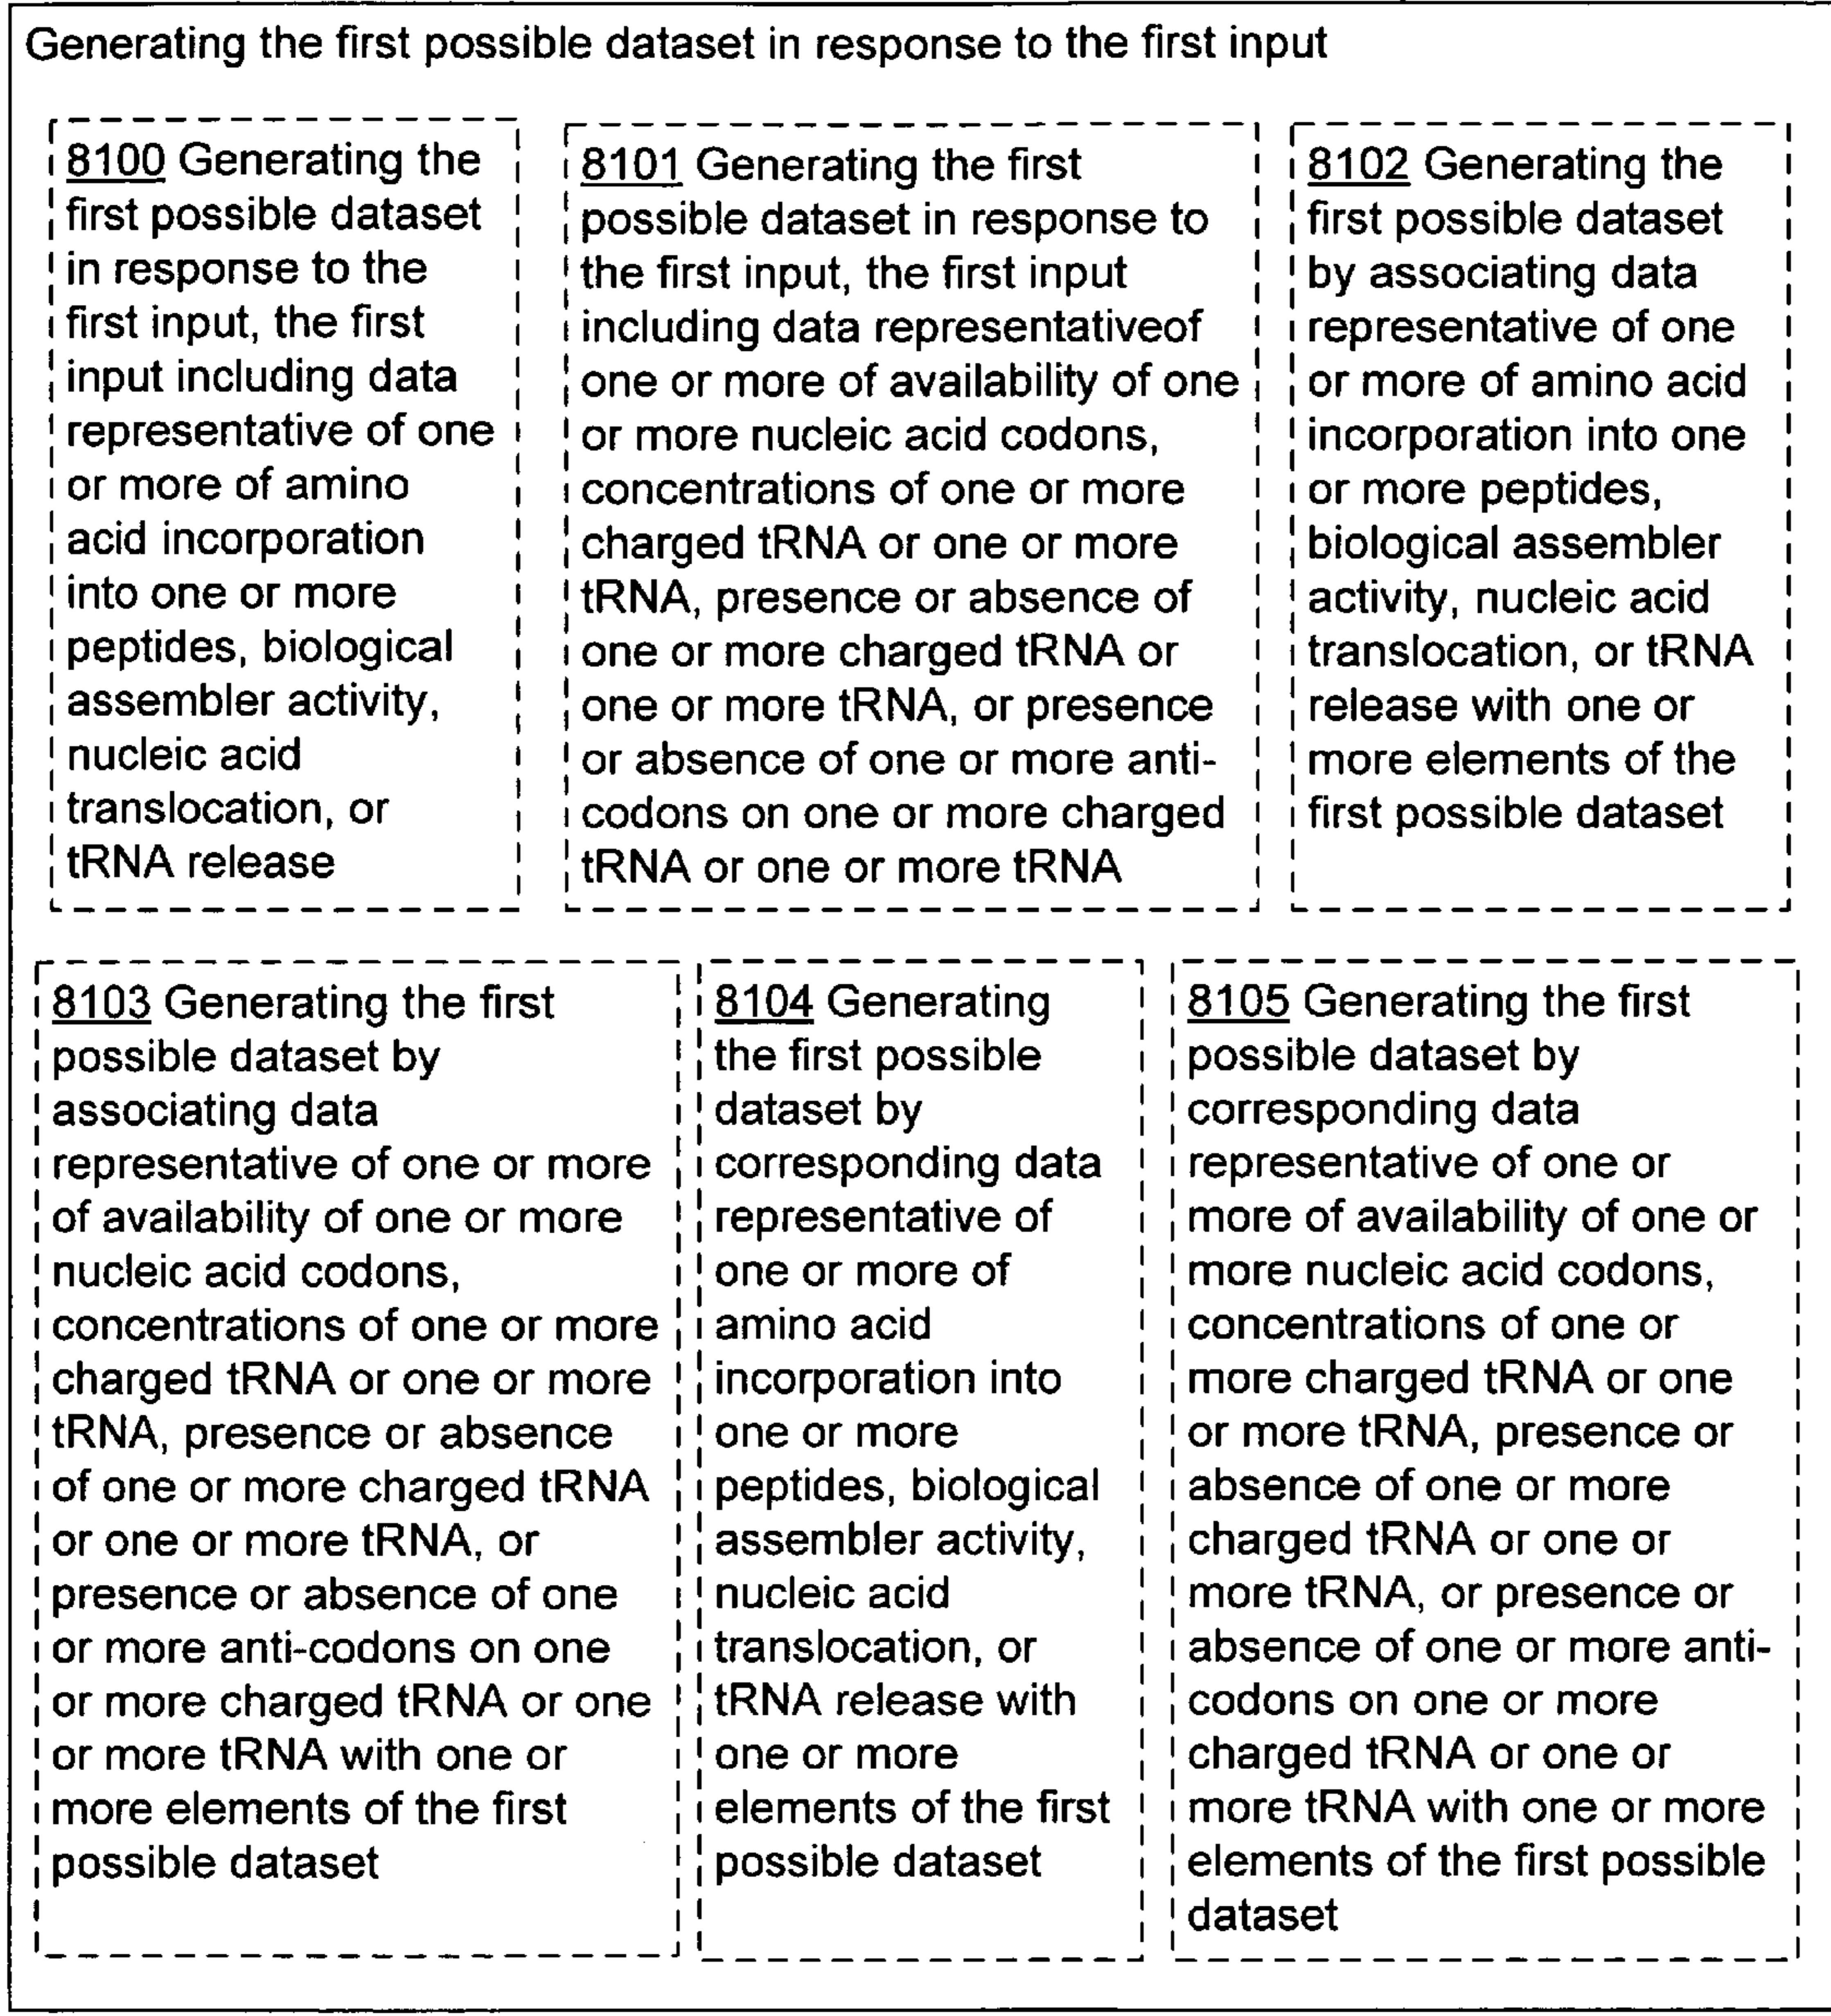 Generating the first possible dataset in response to the first input
8100 Generating the
first possible dataset
in response to the
first input, the first
input including data
representative of one
or more of amino
acid incorporation
into one or more
peptides, biological
assembler activity,
nucleic acid
translocation, or
tRNA release
8101 Generating the first
possible dataset in response to
the first input, the first input
including data representativeof
one or more of availability of one
or more nucleic acid codons,
concentrations of one or more
charged tRNA or one or more
tRNA, presence or absence of
one or more charged tRNA or
one or more tRNA, or presence
or absence of one or more anti-
codons on one or more charged
tRNA or one or more tRNA
8102 Generating the
first possible dataset
by associating data
representative of one
or more of amino acid
incorporation into one
or more peptides,
biological assembler
activity, nucleic acid
translocation, or tRNA
release with one or
more elements of the
first possible dataset
8103 Generating the first
possible dataset by
associating data
representative of one or more
of availability of one or more
nucleic acid codons,
concentrations of one or more
charged tRNA or one or more
tRNA, presence or absence
of one or more charged tRNA
or one or more tRNA, or
presence or absence of one
or more anti-codons on one
or more charged tRNA or one
or more tRNA with one or
more elements of the first
possible dataset
8104 Generating
the first possible
dataset by
corresponding data
representative of
one or more of
amino acid
incorporation into
one or more
peptides, biological
assembler activity,
nucleic acid
translocation, or
tRNA release with
one or more
elements of the first
possible dataset
8105 Generating the first
possible dataset by
corresponding data
representative of one or
more of availability of one or
more nucleic acid codons,
concentrations of one or
more charged tRNA or one
or more tRNA, presence or
absence of one or more
charged tRNA or one or
more tRNA, or presence or
absence of one or more anti-
codons on one or more
charged tRNA or one or
more tRNA with one or more
elements of the first possible
dataset